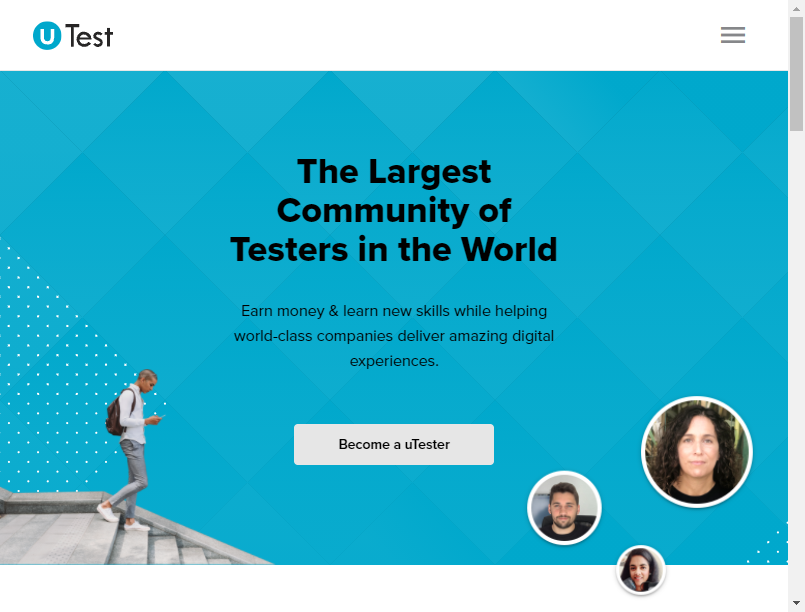 uTest
The Largest
Community of
Testers in the World
Earn money & learn new skills while helping
world-class companies deliver amazing digital
experiences.
Become a uTester